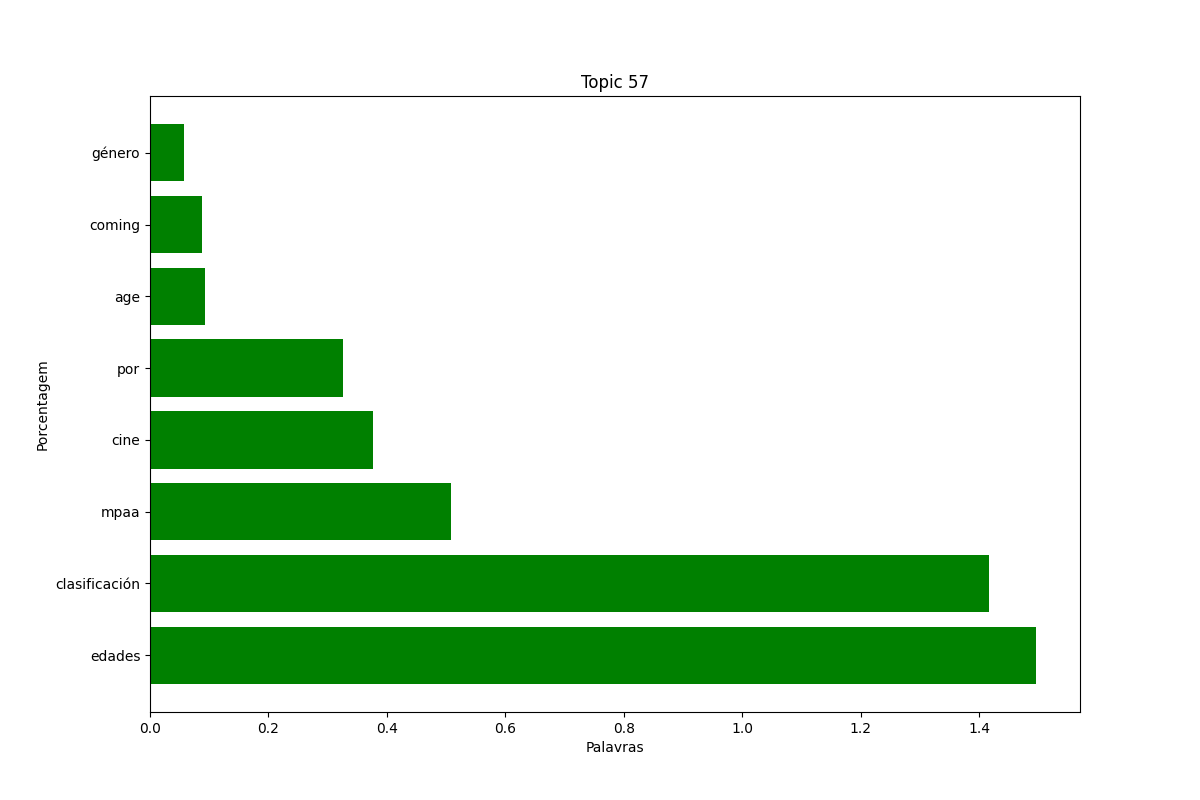 Topic 57
género
coming
age
por
cine
mpaa
clasificación
edades
Porcentagem
0.0 0.2 0.4 0.6 0.8 1.0 1.2 1.4
Palavras